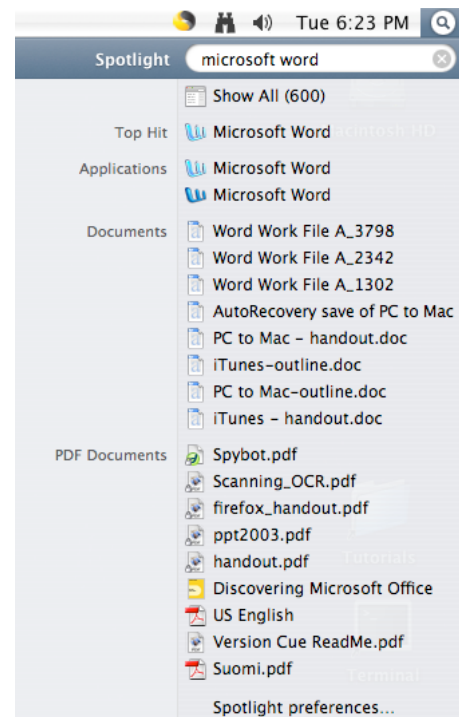 Tue 6:23 PM
Spotlight microsoft word
Show All (600)
Top Hit Microsoft Word
Macintosh HD
Applications Microsoft Word
Microsoft Word
Documents Word Work File A_3798
Word Work File A_2342
Word Work File A_1302
AutoRecovery save of PC to Mac
PC to Mac – handout.doc
iTunes–outline.doc
PC to Mac–outline.doc
iTunes – handout.doc
PDF Documents Spybot.pdf
Scanning_OCR.pdf
firefox_handout.pdf
ppt2003.pdf
handout.pdf
Tutorials
Discovering Microsoft Office
US English
Version Cue ReadMe.pdf
Suomi.pdf
Terminal
Spotlight preferences...